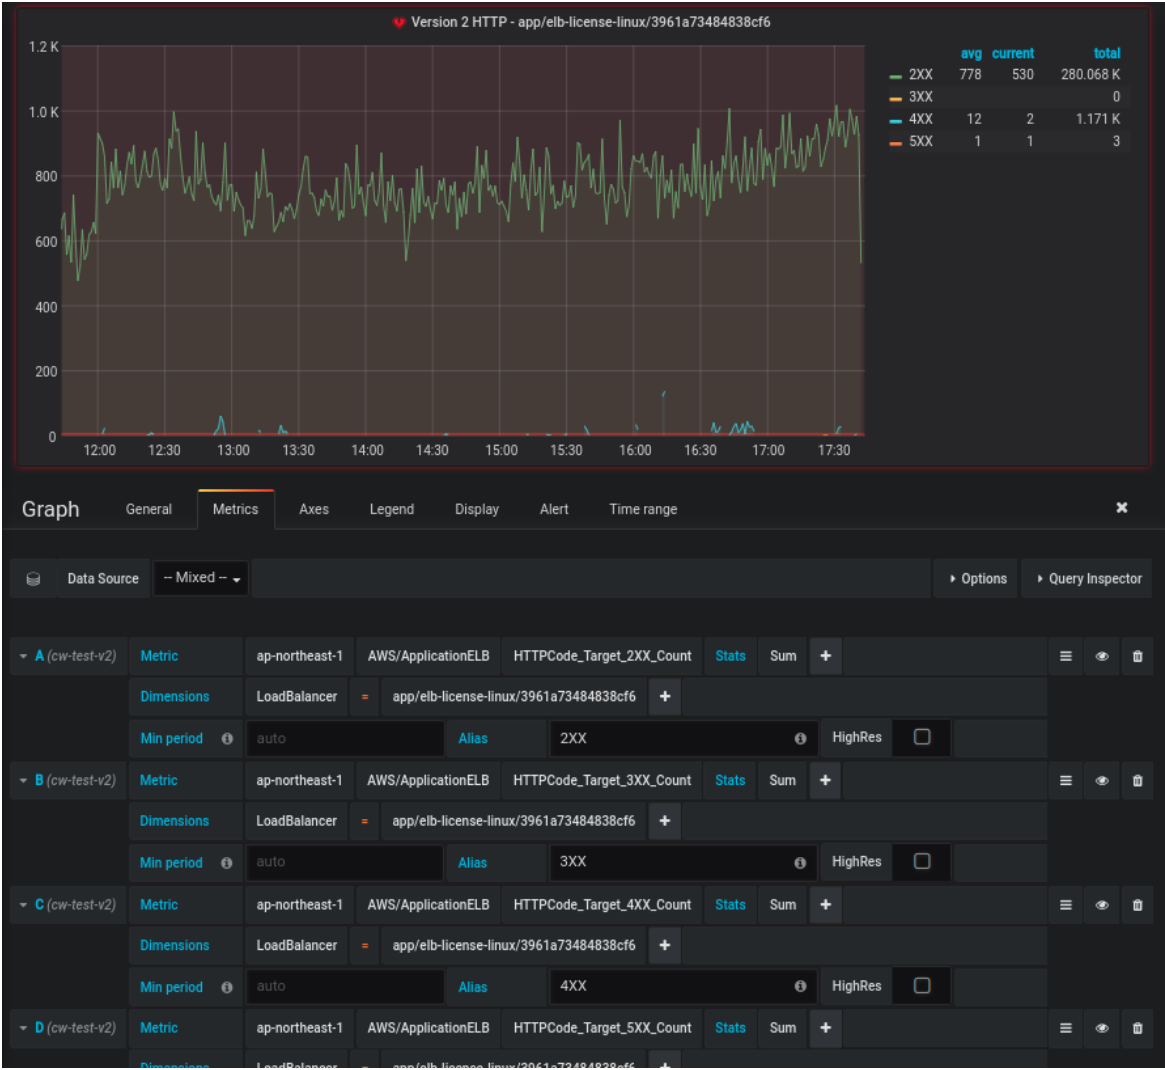 Version 2 HTTP - app/elb-license-linux/3961a73484838cf6
avg current total
2XX 778 530 280.068 K
3XX 0
4XX 12 2 1.171 K
5XX 1 1 3
1.2 K
1.0 K
800
600
400
200
0
12:00 12:30 13:00 13:30 14:00 14:30 15:00 15:30 16:00 16:30 17:00 17:30
Graph General Metrics Axes Legend Display Alert Time range
Data Source -- Mixed -- Options Query Inspector
A (cw-test-v2) Metric ap-northeast-1 AWS/ApplicationELB HTTPCode_Target_2XX_Count Stats Sum
Dimensions LoadBalancer = app/elb-license-linux/3961a73484838cf6
Min period auto Alias 2XX HighRes
B (cw-test-v2) Metric ap-northeast-1 AWS/ApplicationELB HTTPCode_Target_3XX_Count Stats Sum
Dimensions LoadBalancer = app/elb-license-linux/3961a73484838cf6
Min period auto Alias 3XX HighRes
C (cw-test-v2) Metric ap-northeast-1 AWS/ApplicationELB HTTPCode_Target_4XX_Count Stats Sum
Dimensions LoadBalancer = app/elb-license-linux/3961a73484838cf6
Min period auto Alias 4XX HighRes
D (cw-test-v2) Metric ap-northeast-1 AWS/ApplicationELB HTTPCode_Target_5XX_Count Stats Sum
Dimensions LoadBalancer = app/elb-license-linux/3961a73484838cf6